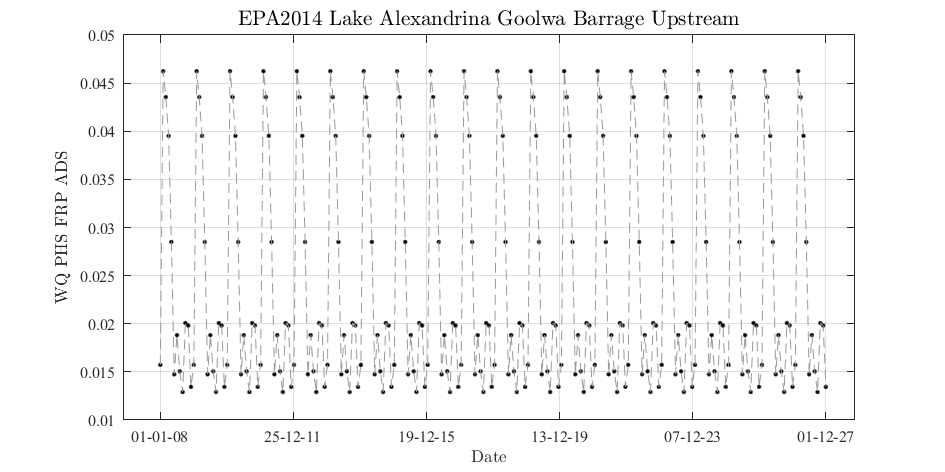 EPA2014 Lake Alexandrina Goolwa Barrage Upstream
0.05
0.045
0.04
0.035
0.03
0.025
0.02
0.015
0.01
WQ PHS FRP ADS
01-01-08 25-12-11 19-12-15 13-12-19 07-12-23 01-12-27
Date